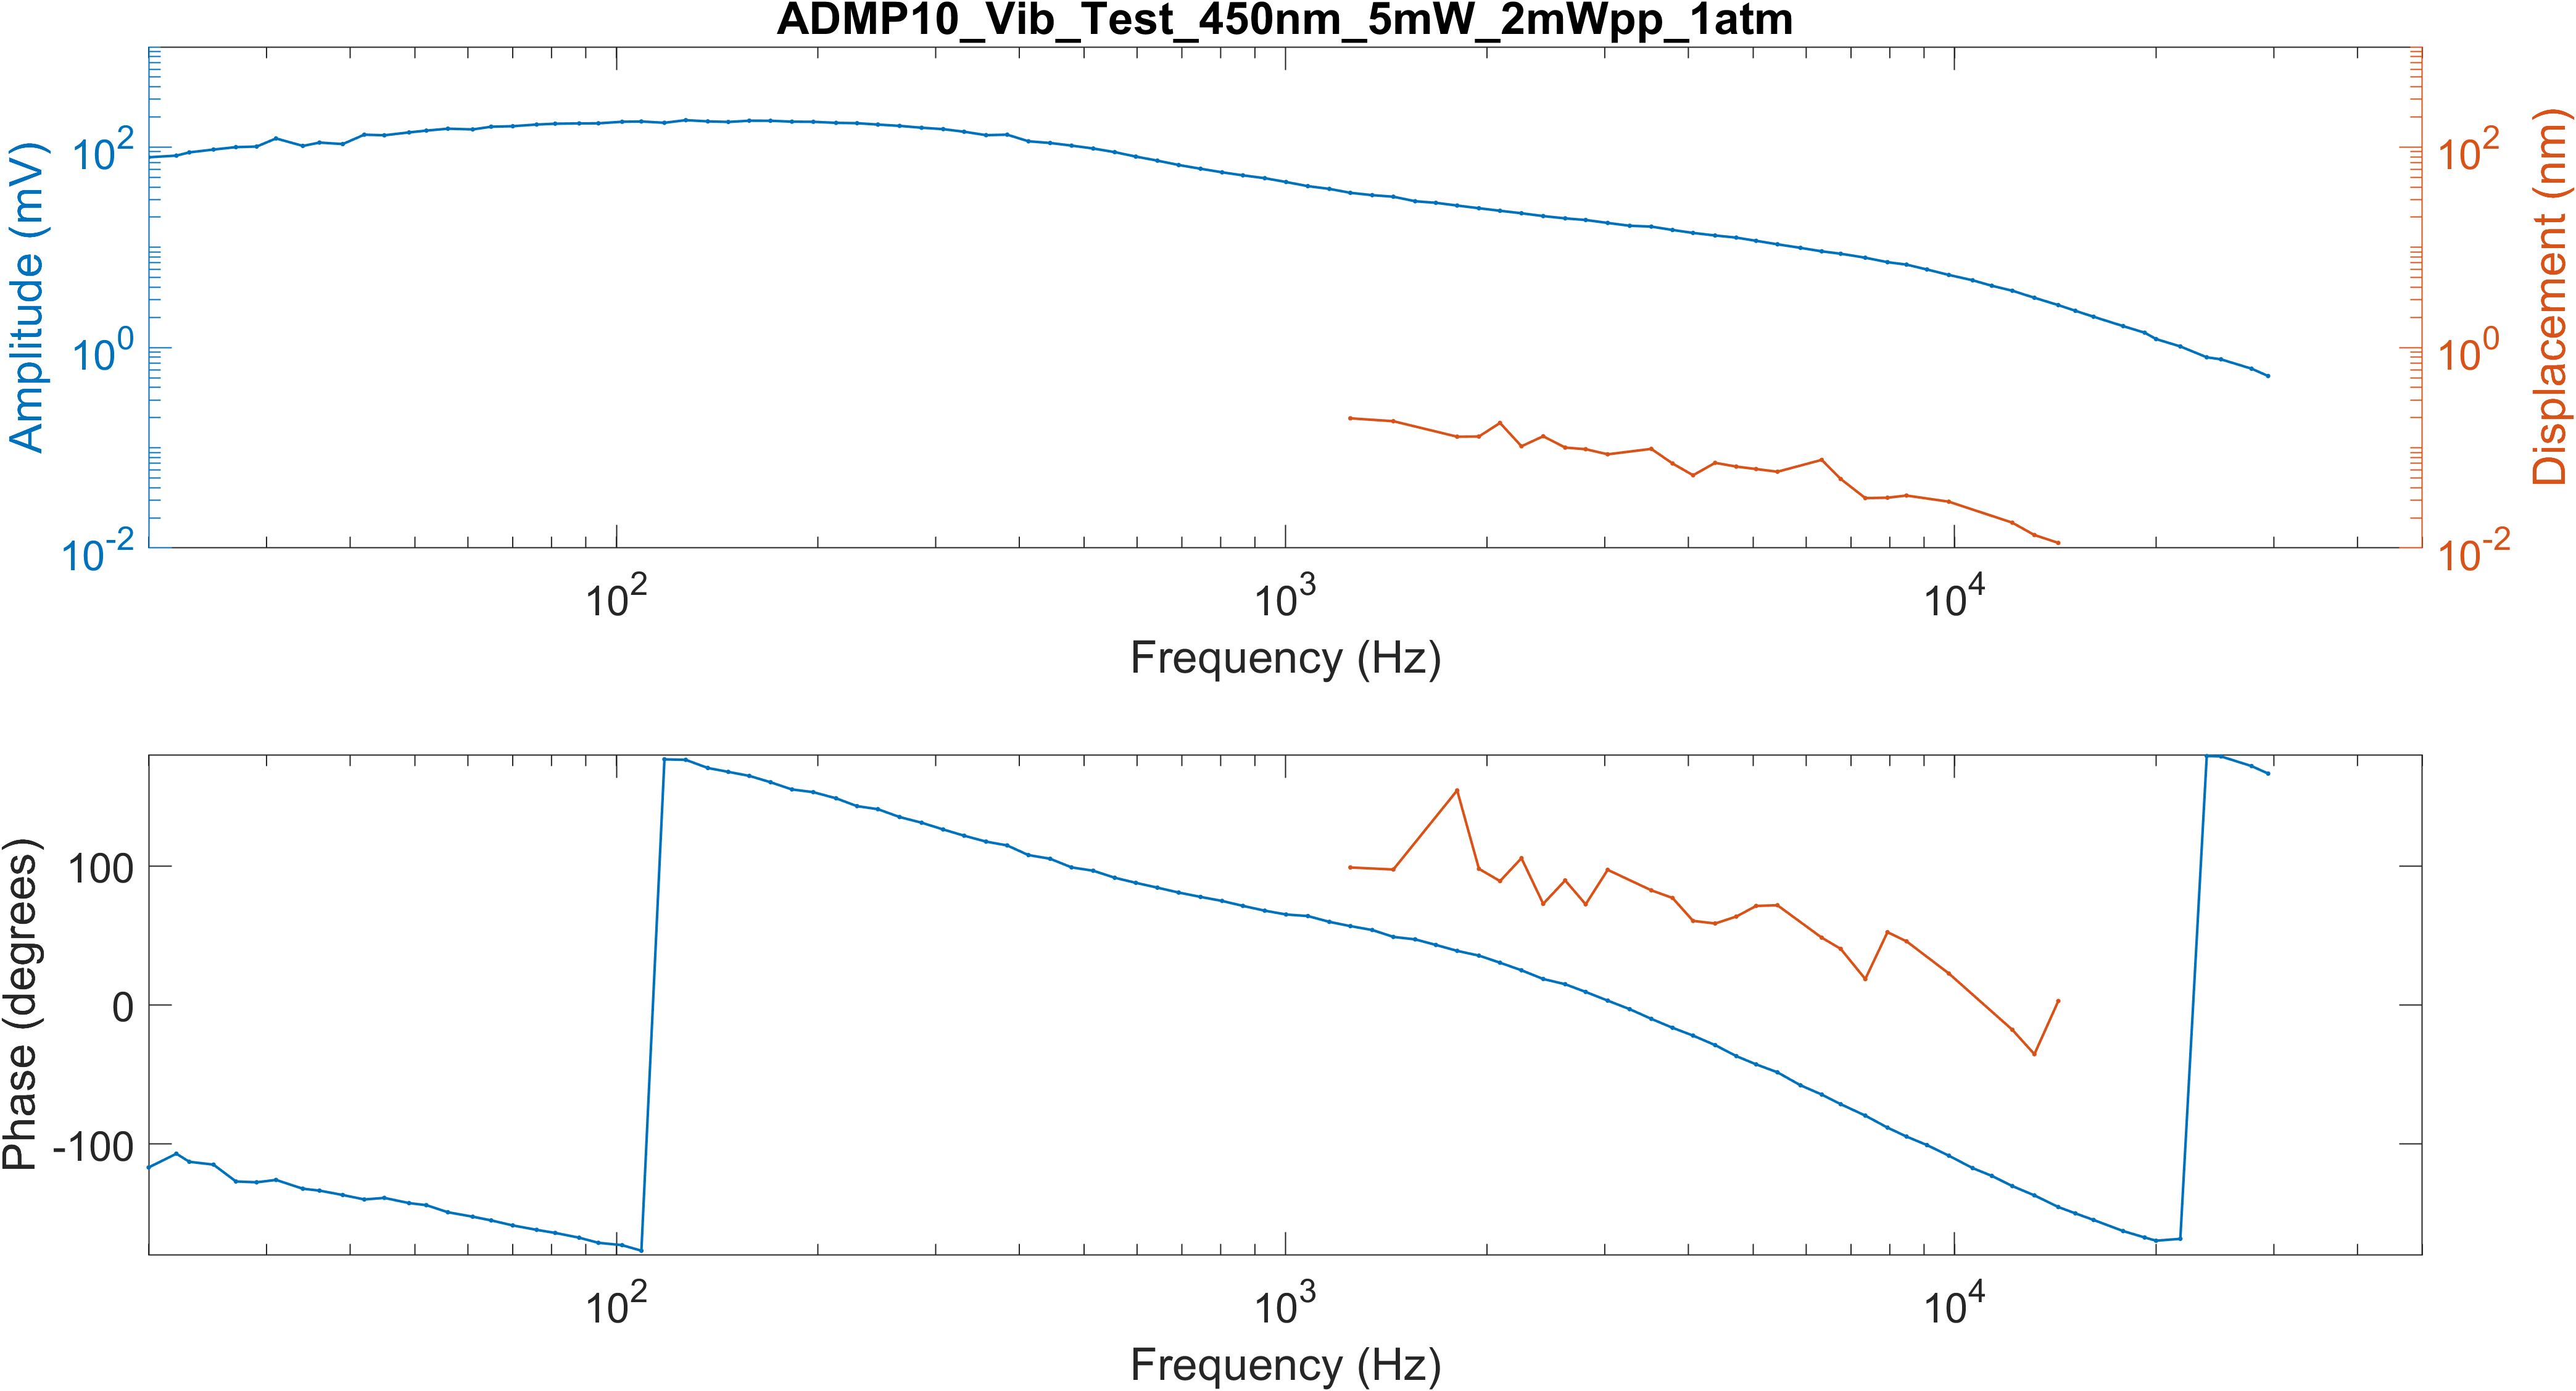 ADMP10_Vib_Test_450nm_5mW_2mWpp_1atm
Amplitude (mV)
10^2
10^0
10^-2
Displacement (nm)
10^2
10^0
10^-2
10^2
10^3
10^4
Frequency (Hz)
Phase (degrees)
100
0
-100
10^2
10^3
10^4
Frequency (Hz)